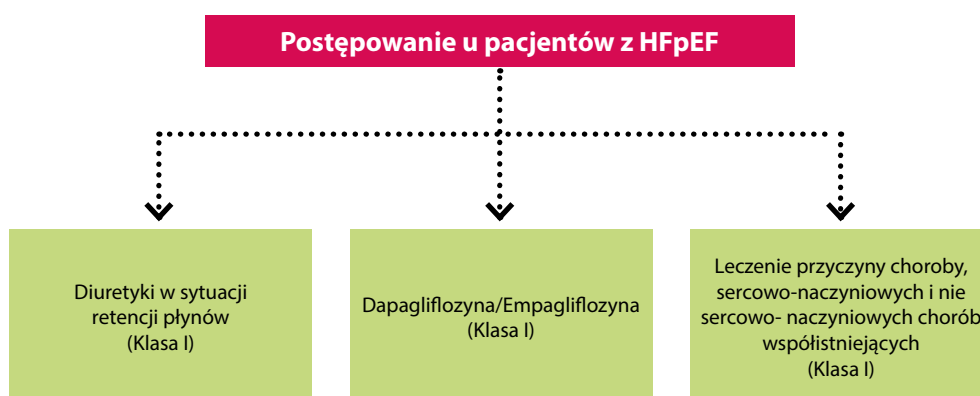 Postępowanie u pacjentów z HFpEF
Diuretyki w sytuacji
retencji płynów
(Klasa I)
Dapagliflozyna/Empagliflozyna
(Klasa I)
Leczenie przyczyny choroby,
sercowo-naczyniowych i nie
sercowo- naczyniowych chorób
współistniejących
(Klasa I)